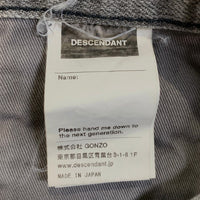 DESCENDANT
Name:
Please hand me down to
the next generation.
株式会社 GONZO
東京都目黒区青葉台3-1-6 1F
www.descendant.jp
MADE IN JAPAN